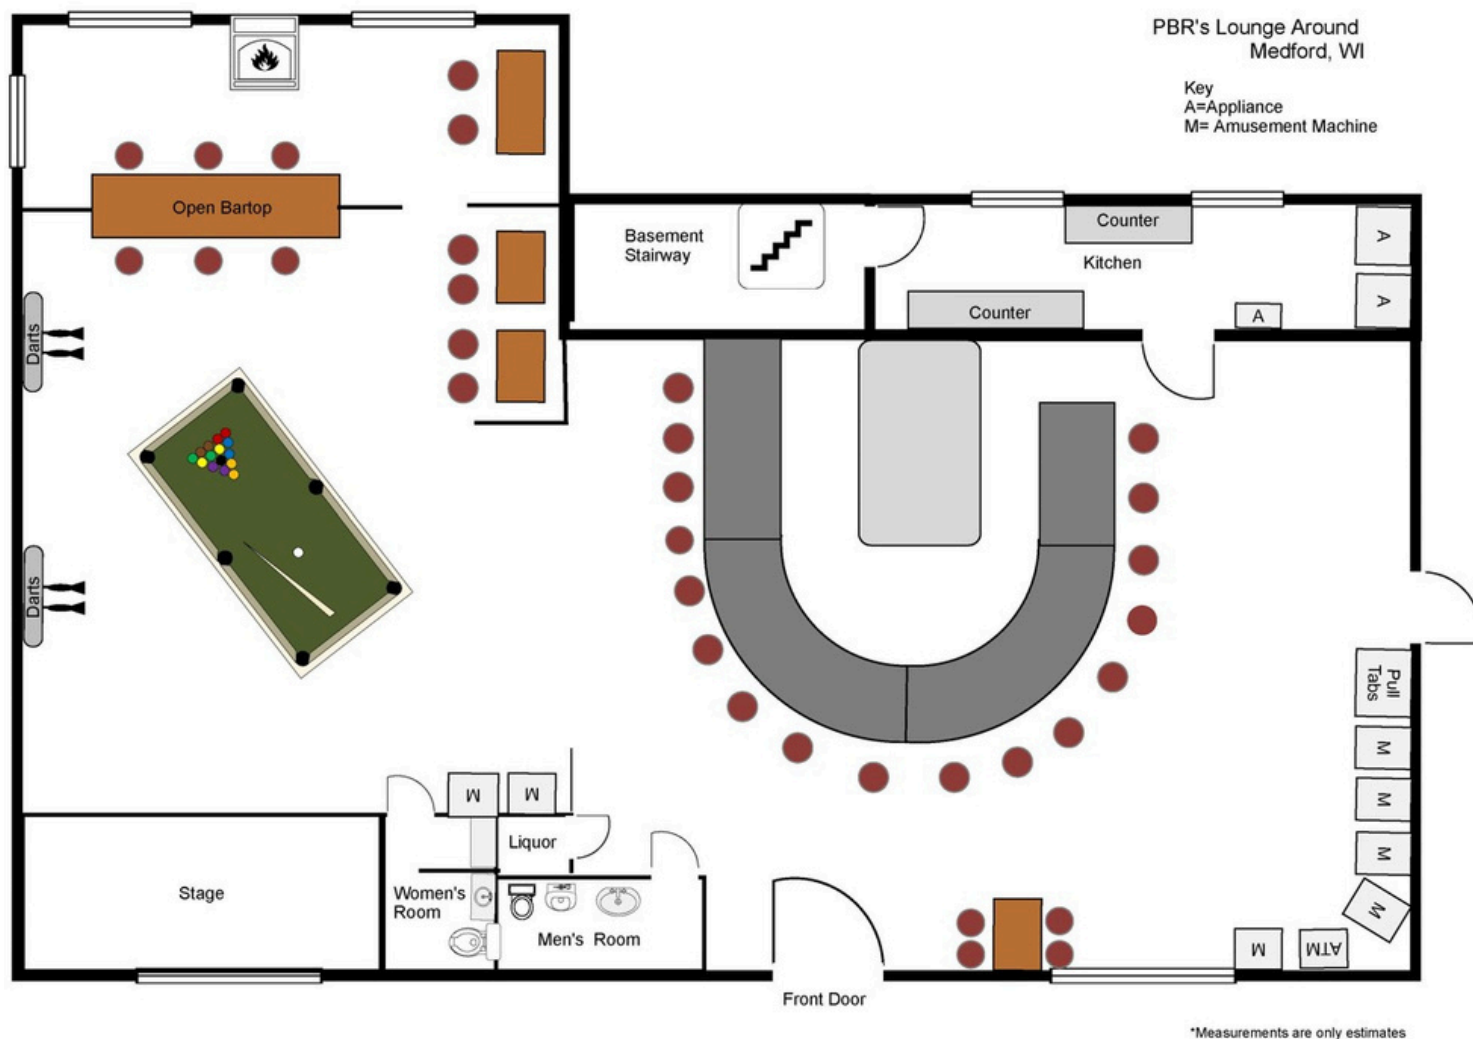 PBR's Lounge Around
Medford, WI
Key
A=Appliance
M= Amusement Machine
Open Bartop
Basement
Stairway
Counter
Kitchen
A
A
Counter
A
Darts
Darts
Pull
Tabs
M
M
M
M
M
ATM
M
M
Liquor
Stage
Women's
Room
Men's Room
Front Door
*Measurements are only estimates